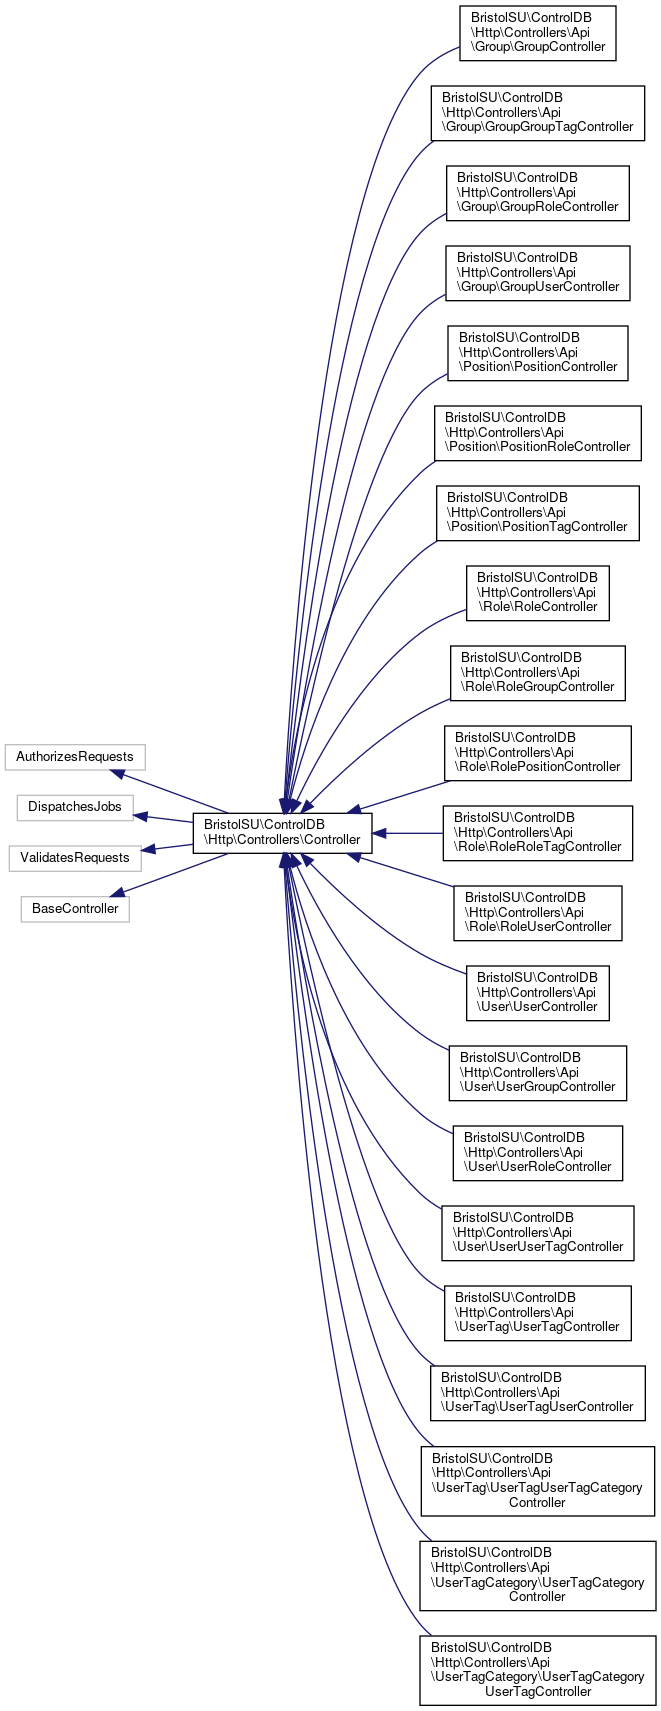 BristolSU\ControlDB
\Http\Controllers\Api
\Group\GroupController
BristolSU\ControlDB
\Http\Controllers\Api
\Group\GroupGroupTagController
BristolSU\ControlDB
\Http\Controllers\Api
\Group\GroupRoleController
BristolSU\ControlDB
\Http\Controllers\Api
\Group\GroupUserController
BristolSU\ControlDB
\Http\Controllers\Api
\Position\PositionController
BristolSU\ControlDB
\Http\Controllers\Api
\Position\PositionRoleController
BristolSU\ControlDB
\Http\Controllers\Api
\Position\PositionTagController
BristolSU\ControlDB
\Http\Controllers\Api
\Role\RoleController
BristolSU\ControlDB
\Http\Controllers\Api
\Role\RoleGroupController
BristolSU\ControlDB
\Http\Controllers\Api
\Role\RolePositionController
AuthorizesRequests
DispatchesJobs
ValidatesRequests
BaseController
BristolSU\ControlDB
\Http\Controllers\Controller
BristolSU\ControlDB
\Http\Controllers\Api
\Role\RoleRoleTagController
BristolSU\ControlDB
\Http\Controllers\Api
\Role\RoleUserController
BristolSU\ControlDB
\Http\Controllers\Api
\User\UserController
BristolSU\ControlDB
\Http\Controllers\Api
\User\UserGroupController
BristolSU\ControlDB
\Http\Controllers\Api
\User\UserRoleController
BristolSU\ControlDB
\Http\Controllers\Api
\User\UserUserTagController
BristolSU\ControlDB
\Http\Controllers\Api
\UserTag\UserTagController
BristolSU\ControlDB
\Http\Controllers\Api
\UserTag\UserTagUserController
BristolSU\ControlDB
\Http\Controllers\Api
\UserTag\UserTagUserTagCategory
Controller
BristolSU\ControlDB
\Http\Controllers\Api
\UserTagCategory\UserTagCategory
Controller
BristolSU\ControlDB
\Http\Controllers\Api
\UserTagCategory\UserTagCategory
UserTagController